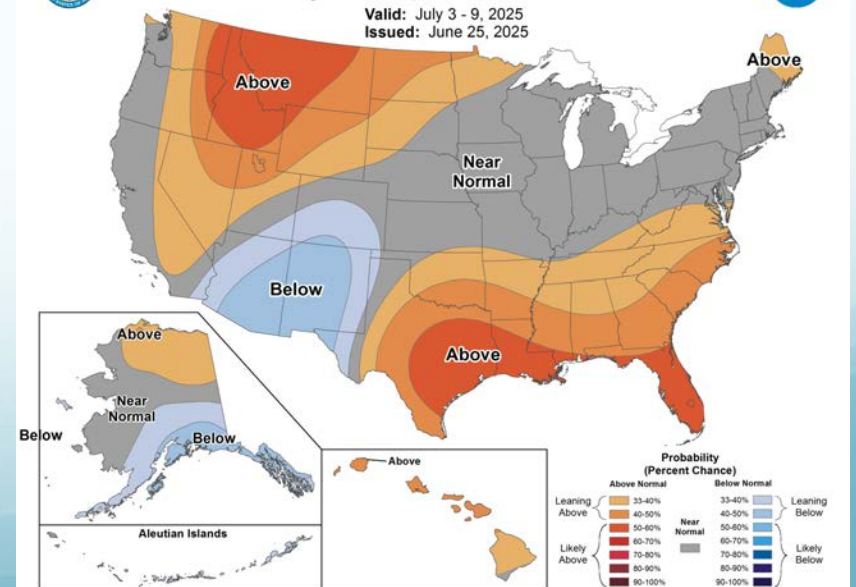 Valid: July 3 - 9, 2025
Issued: June 25, 2025
Above
Above
Near
Normal
Below
Above
Above
Near
Normal
Below
Below
Aleutian Islands
Above
Probability
(Percent Chance)
Above Normal
Below Normal
Leaning
Above
33-40%
40-50%
50-60%
60-70%
70-80%
80-90%
90-100%
Likely
Above
Near
Normal
33-40%
40-50%
50-60%
60-70%
70-80%
80-90%
90-100%
Leaning
Below
Likely
Below